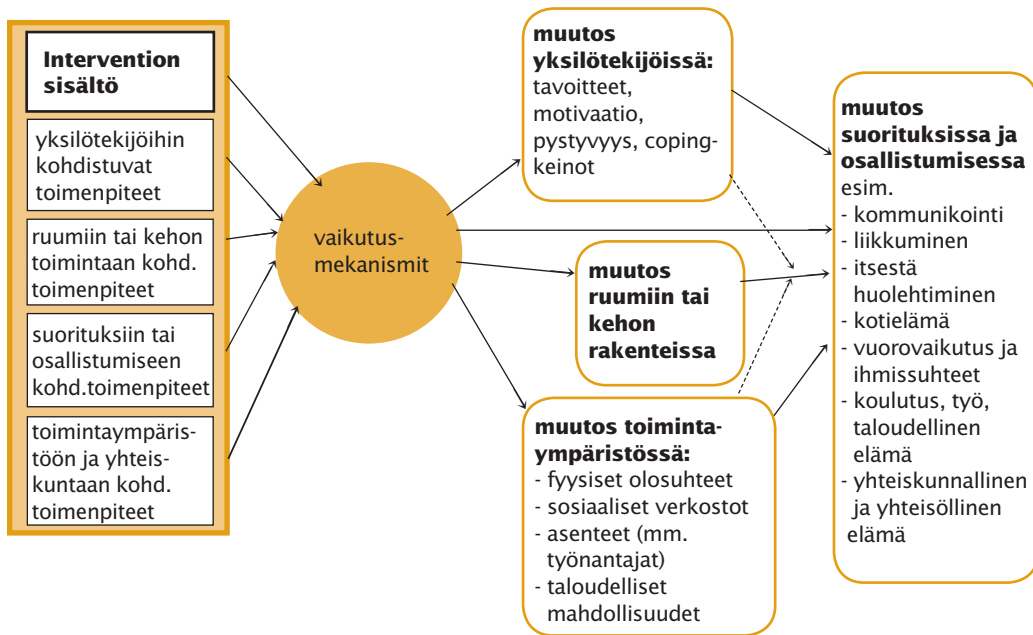 Intervention
sisältö
yksilötekijöihin
kohdistuvat
toimenpiteet
ruumiin tai kehon
toimintaan kohd.
toimenpiteet
suorituksiin tai
osallistumiseen
kohd.toimenpiteet
toimintaympäris-
töön ja yhteis-
kuntaan kohd.
toimenpiteet
vaikutus-
mekanismit
muutos
yksilötekijöissä:
tavoitteet,
motivaatio,
pystyvyys, coping-
keinot
muutos
ruumiin tai
kehon
rakenteissa
muutos toiminta-
ympäristössä:
- fyysiset olosuhteet
- sosiaaliset verkostot
- asenteet (mm.
työnantajat)
- taloudelliset
mahdollisuudet
muutos
suorituksissa ja
osallistumisessa
esim.
- kommunikointi
- liikkuminen
- itsestä
huolehtiminen
- kotielämä
- vuorovaikutus ja
ihmissuhteet
- koulutus, työ,
taloudellinen
elämä
- yhteiskunnallinen
ja yhteisöllinen
elämä